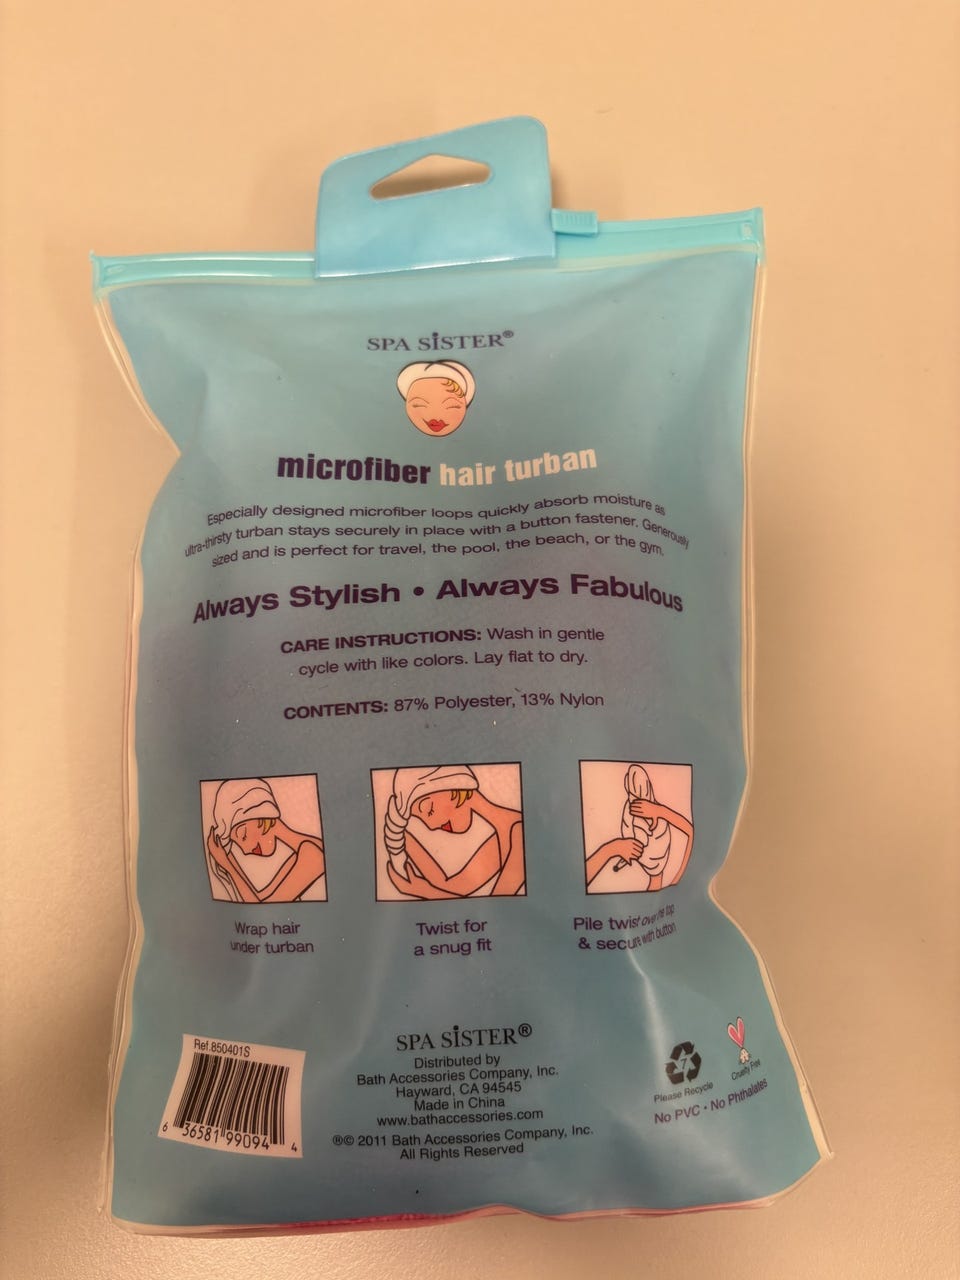 SPA SiSTER®
microfiber hair turban
Especially designed microfiber loops quickly absorb moisture as
ultra-thirsty turban stays securely in place with a button fastener. Generously
sized and is perfect for travel, the pool, the beach, or the gym.
Always Stylish • Always Fabulous
CARE INSTRUCTIONS: Wash in gentle
cycle with like colors. Lay flat to dry.
CONTENTS: 87% Polyester, 13% Nylon
Wrap hair
under turban
Twist for
a snug fit
Pile twist over the top
& secure with button
Ref.850401S
6 36581 99094 4
SPA SiSTER®
Distributed by
Bath Accessories Company, Inc.
Hayward, CA 94545
Made in China
www.bathaccessories.com
®© 2011 Bath Accessories Company, Inc.
All Rights Reserved
7
Please Recycle
Cruelty Free
No PVC • No Phthalates